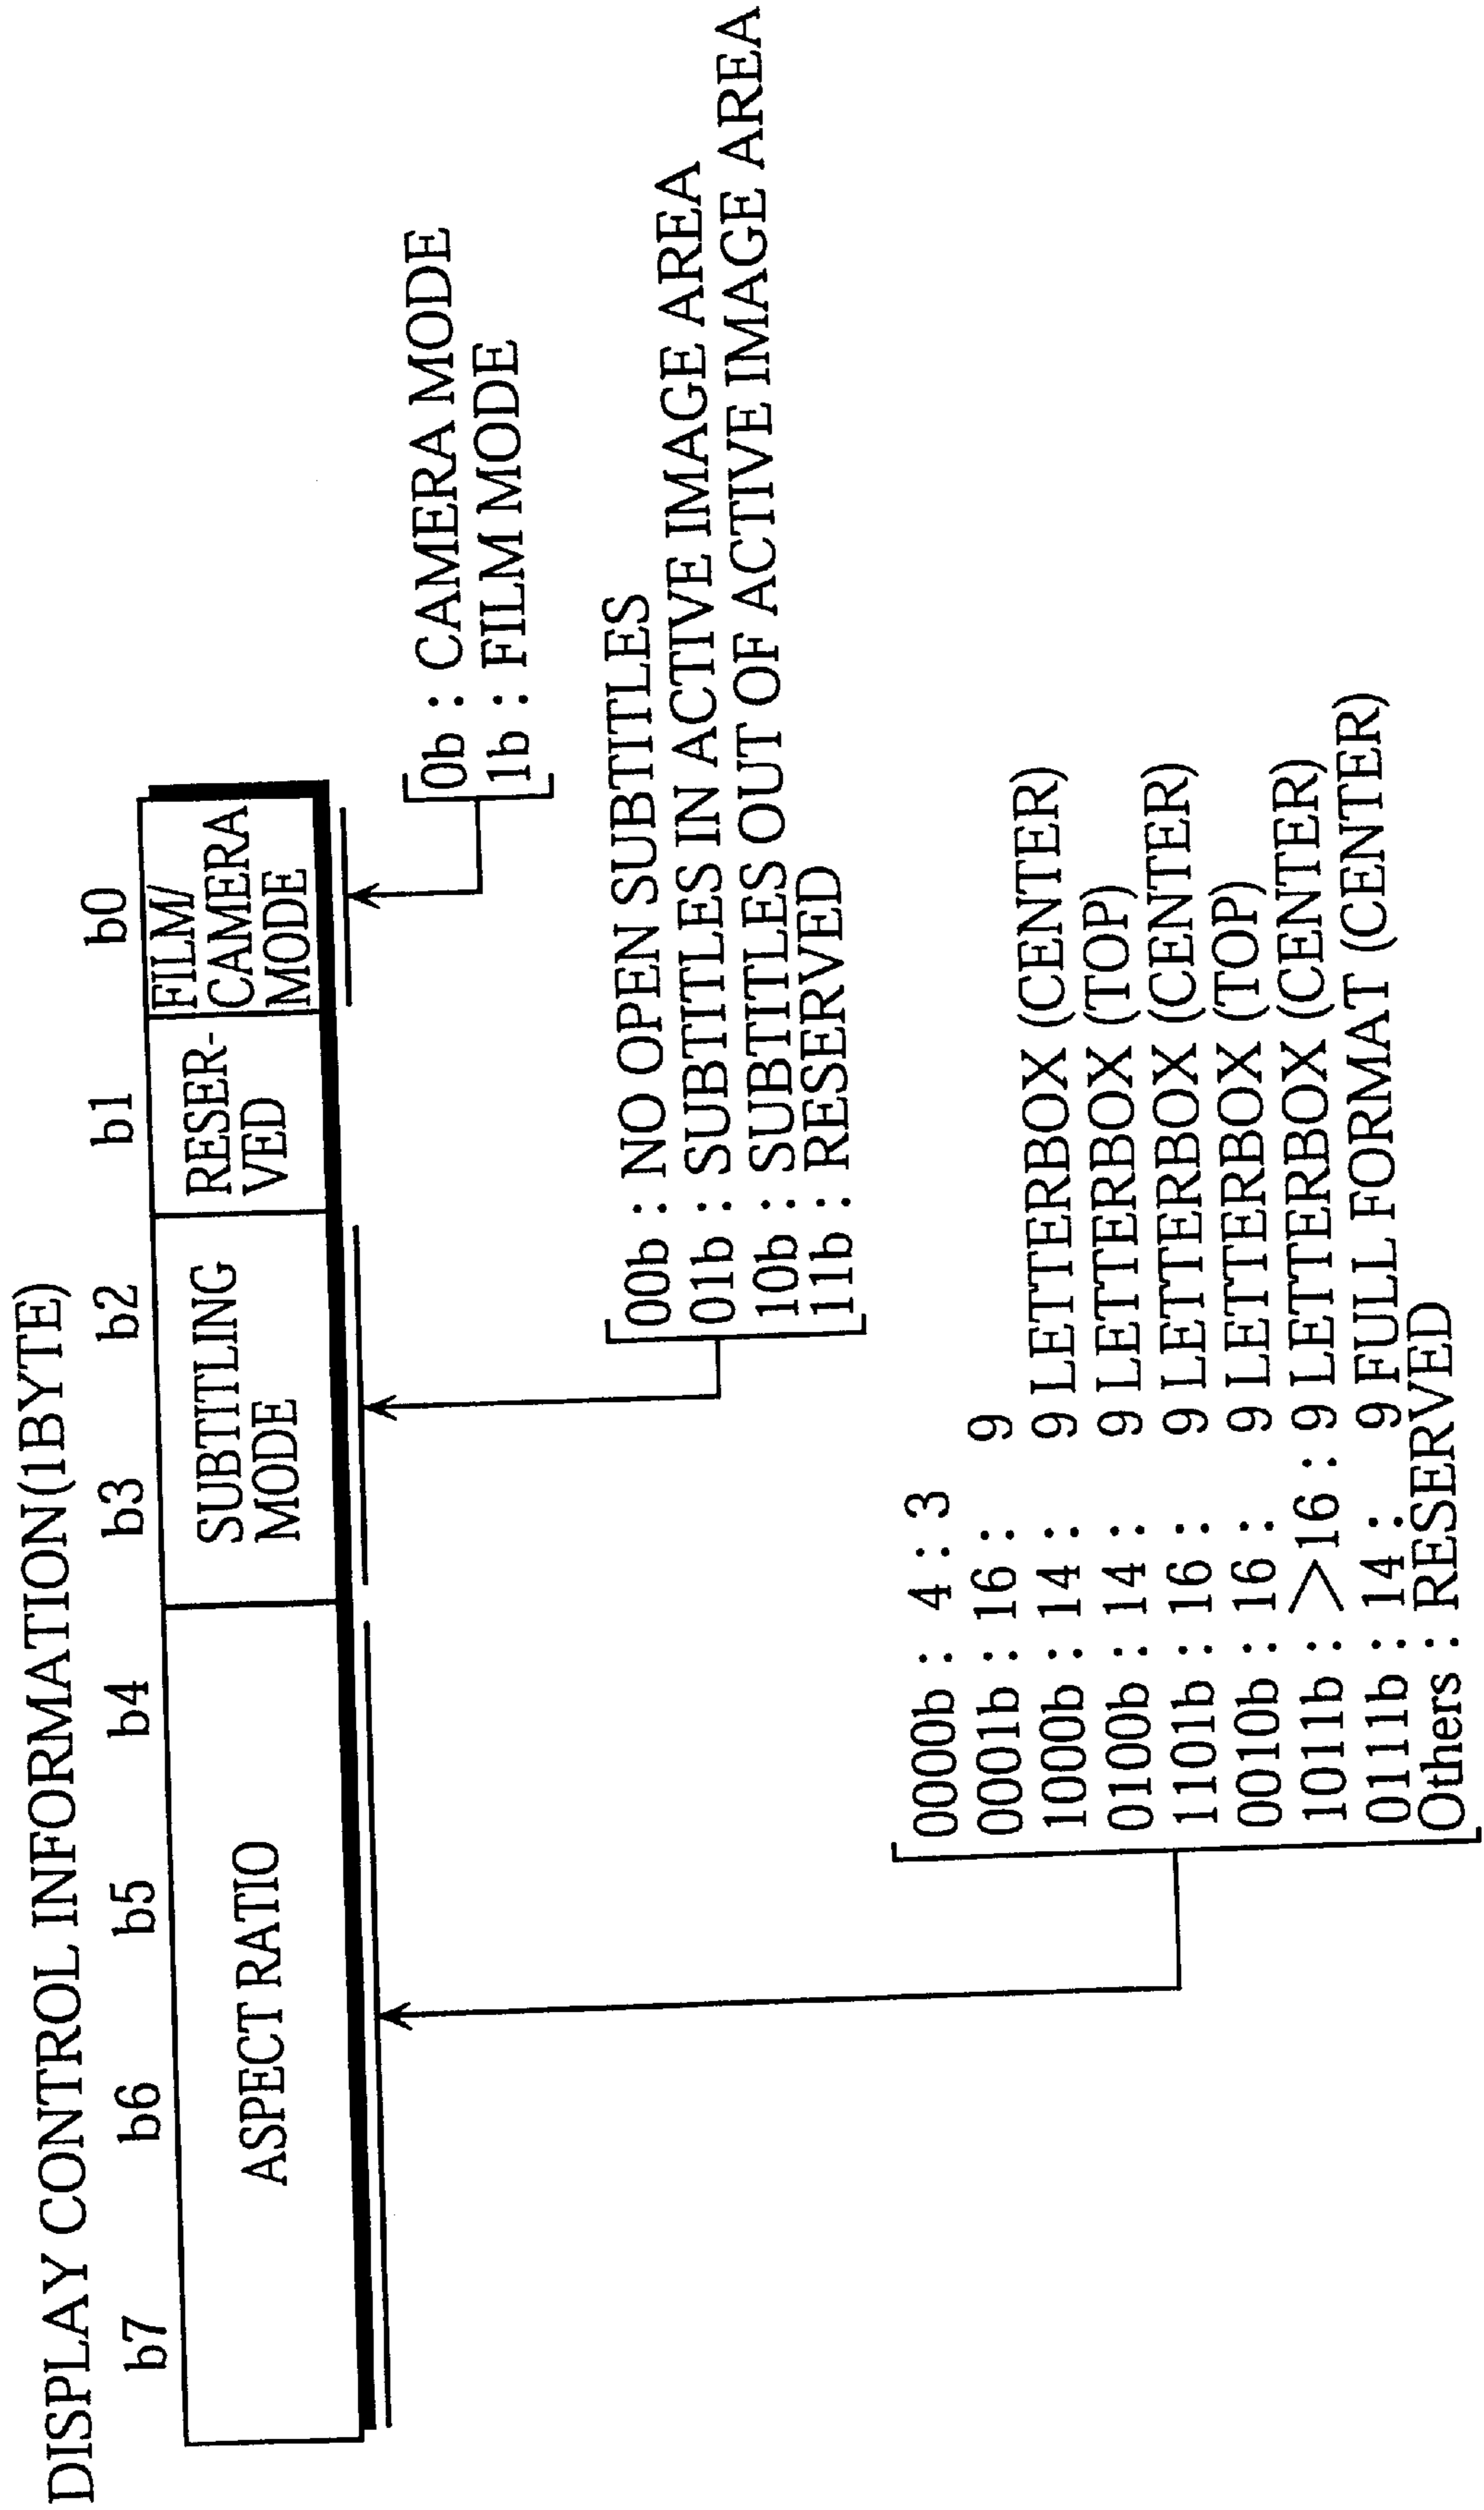 DISPLAY CONTROL INFORMATION(1BYTE)
b7 b6 b5 b4 b3 b2 b1 b0
ASPECT RATIO
SUBTITLING
MODE
RESER-
VED
FILM/
CAMERA
MODE
0b : CAMERA MODE
1b : FILM MODE
00b : NO OPEN SUBTITLES
01b : SUBTITLES IN ACTIVE IMAGE AREA
10b : SUBTITLES OUT OF ACTIVE IMAGE AREA
11b : RESERVED
0000b : 4 : 3
0001b : 16 : 9
1000b : 14 : 9 LETTERBOX (CENTER)
0100b : 14 : 9 LETTERBOX (TOP)
1101b : 16 : 9 LETTERBOX (CENTER)
0010b : 16 : 9 LETTERBOX (TOP)
1011b : >16 : 9 LETTERBOX (CENTER)
0111b : 14 : 9 FULL FORMAT (CENTER)
Others : RESERVED